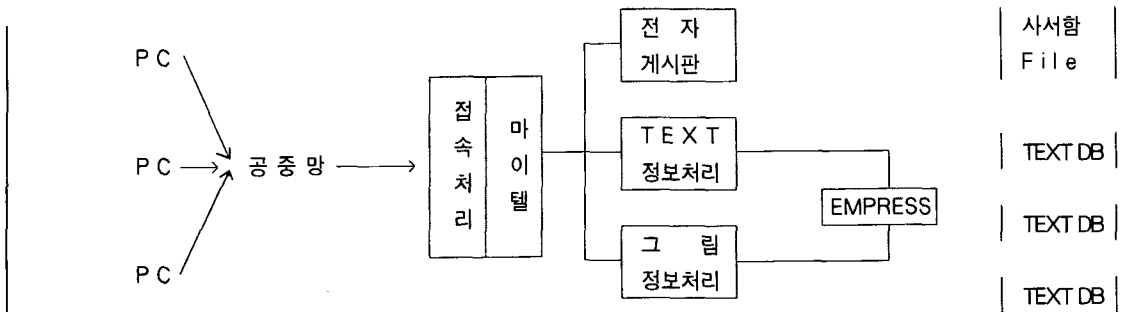 PC
PC
PC
공중망
접속처리
마이텔
전 자
게시판
TEXT
정보처리
그 림
정보처리
EMPRESS
사서함
File
TEXT DB
TEXT DB
TEXT DB